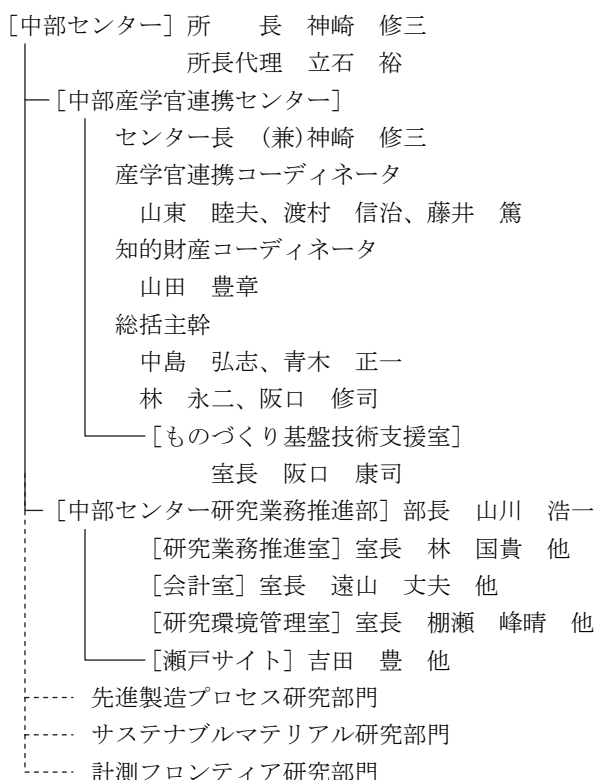 [中部センター] 所　　長　神崎　修三
所長代理　立石　裕
[中部産学官連携センター]
センター長　(兼)神崎　修三
産学官連携コーディネータ
山東　睦夫、渡村　信治、藤井　篤
知的財産コーディネータ
山田　豊章
総括主幹
中島　弘志、青木　正一
林　永二、阪口　修司
[ものづくり基盤技術支援室]
室長　阪口　康司
[中部センター研究業務推進部] 部長　山川　浩一
[研究業務推進室] 室長　林　国貴　他
[会計室] 室長　遠山　丈夫　他
[研究環境管理室] 室長　棚瀬　峰晴　他
[瀬戸サイト] 吉田　豊　他
先進製造プロセス研究部門
サステナブルマテリアル研究部門
計測フロンティア研究部門